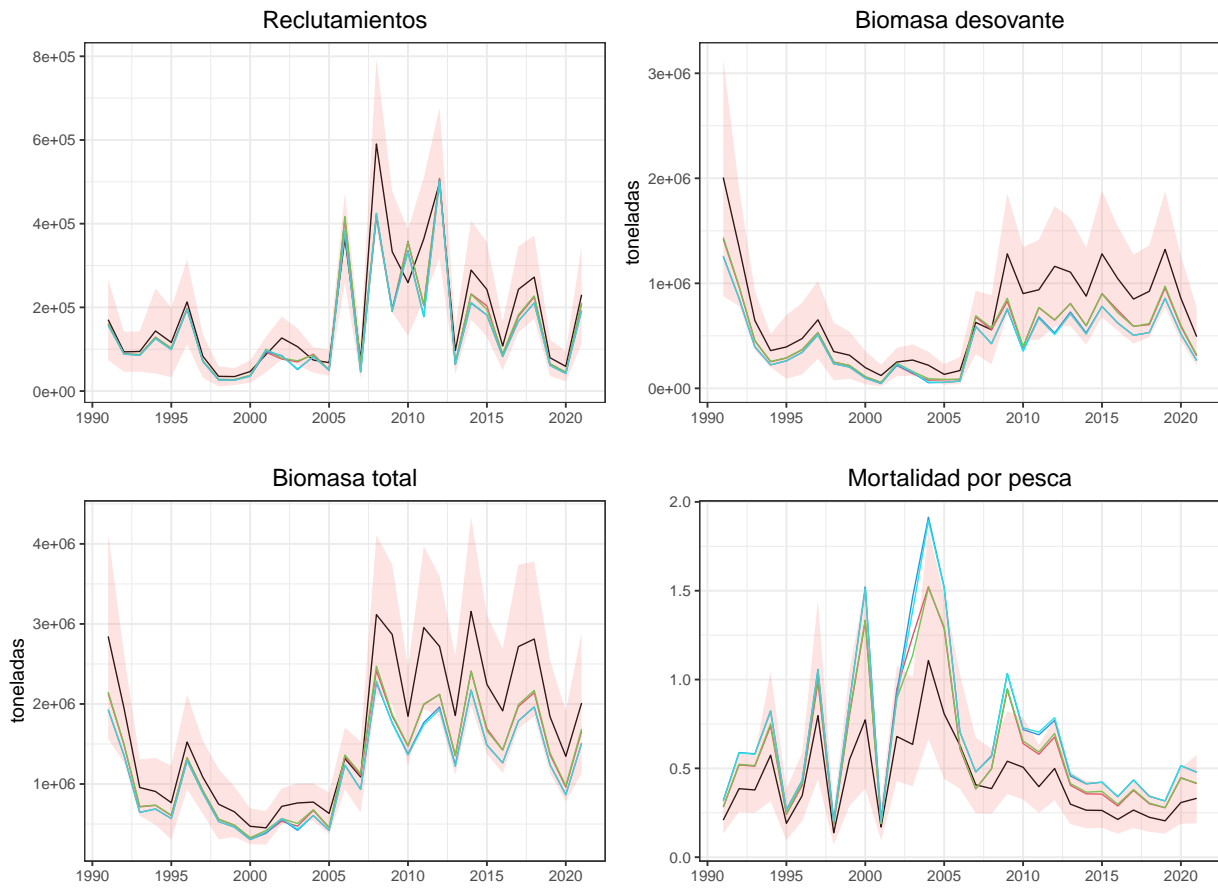 Reclutamientos
8e+05
6e+05
4e+05
2e+05
0e+00
1990 1995 2000 2005 2010 2015 2020
Biomasa desovante
toneladas
3e+06
2e+06
1e+06
0e+00
1990 1995 2000 2005 2010 2015 2020
Biomasa total
toneladas
4e+06
3e+06
2e+06
1e+06
1990 1995 2000 2005 2010 2015 2020
Mortalidad por pesca
2.0
1.5
1.0
0.5
0.0
1990 1995 2000 2005 2010 2015 2020